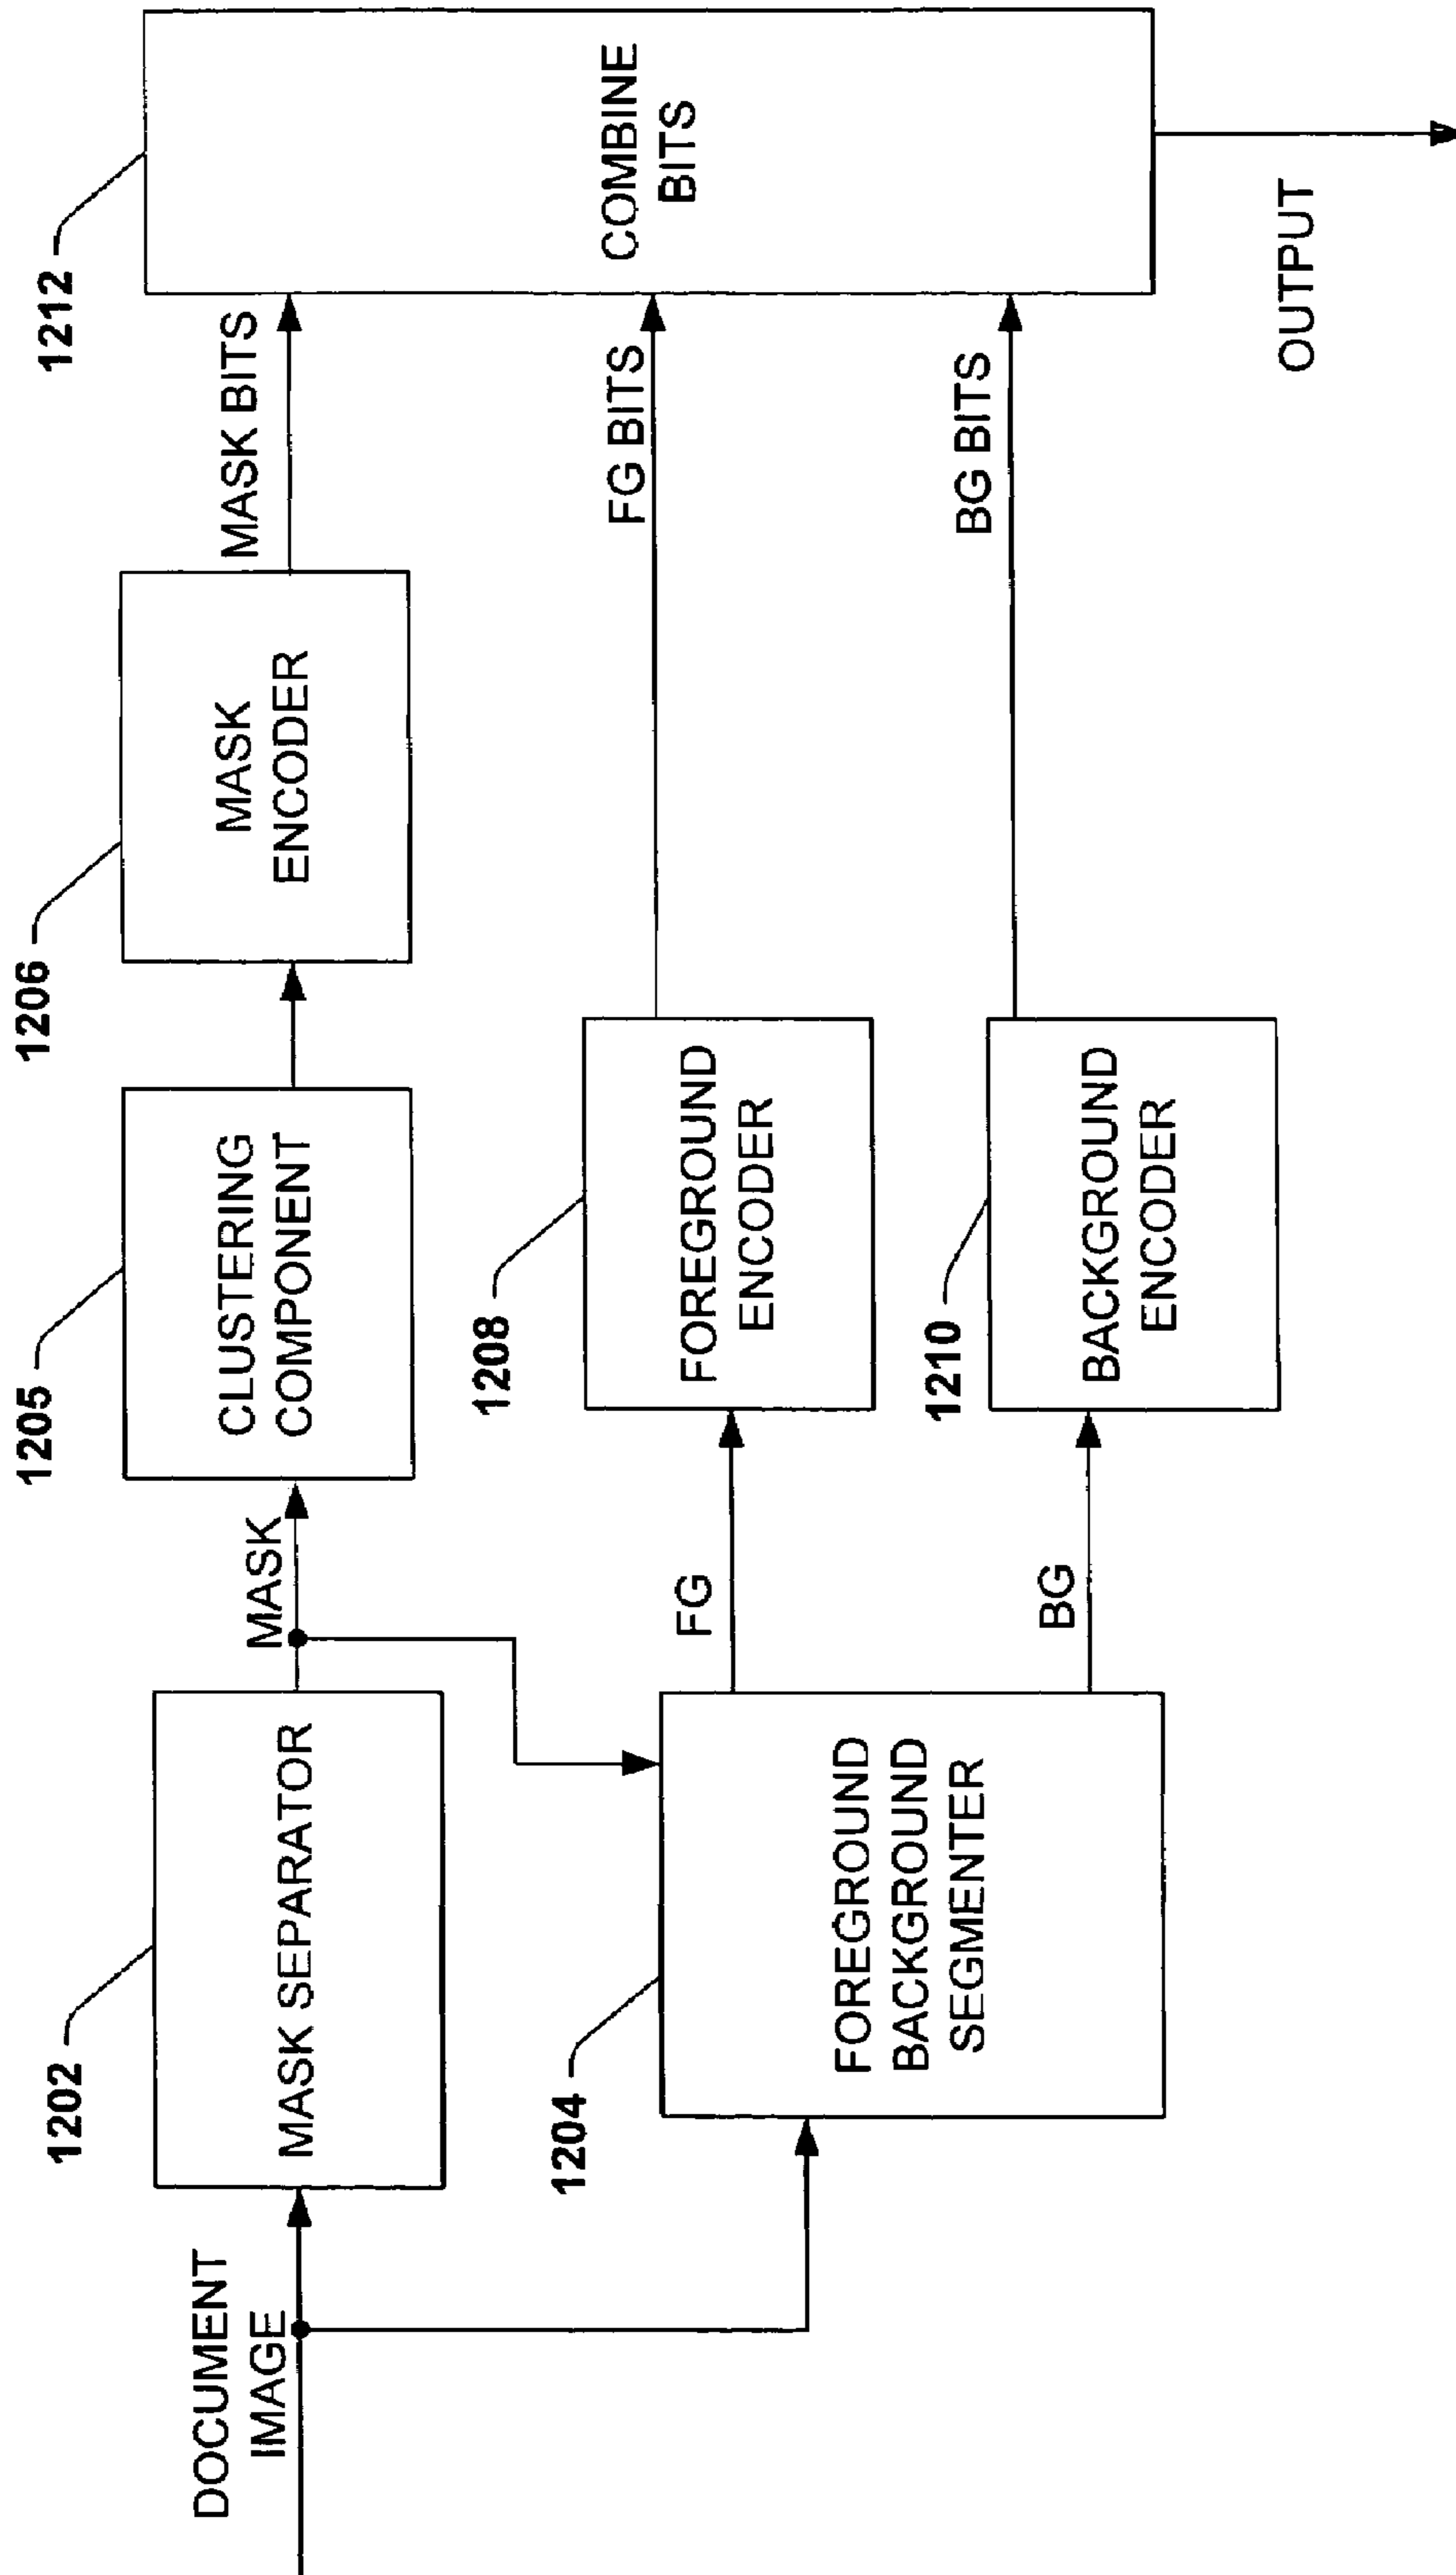 DOCUMENT
IMAGE
1202
MASK SEPARATOR
MASK
1205
CLUSTERING
COMPONENT
1206
MASK
ENCODER
MASK BITS
1212
COMBINE
BITS
1204
FOREGROUND
BACKGROUND
SEGMENTER
FG
1208
FOREGROUND
ENCODER
FG BITS
BG
1210
BACKGROUND
ENCODER
BG BITS
OUTPUT